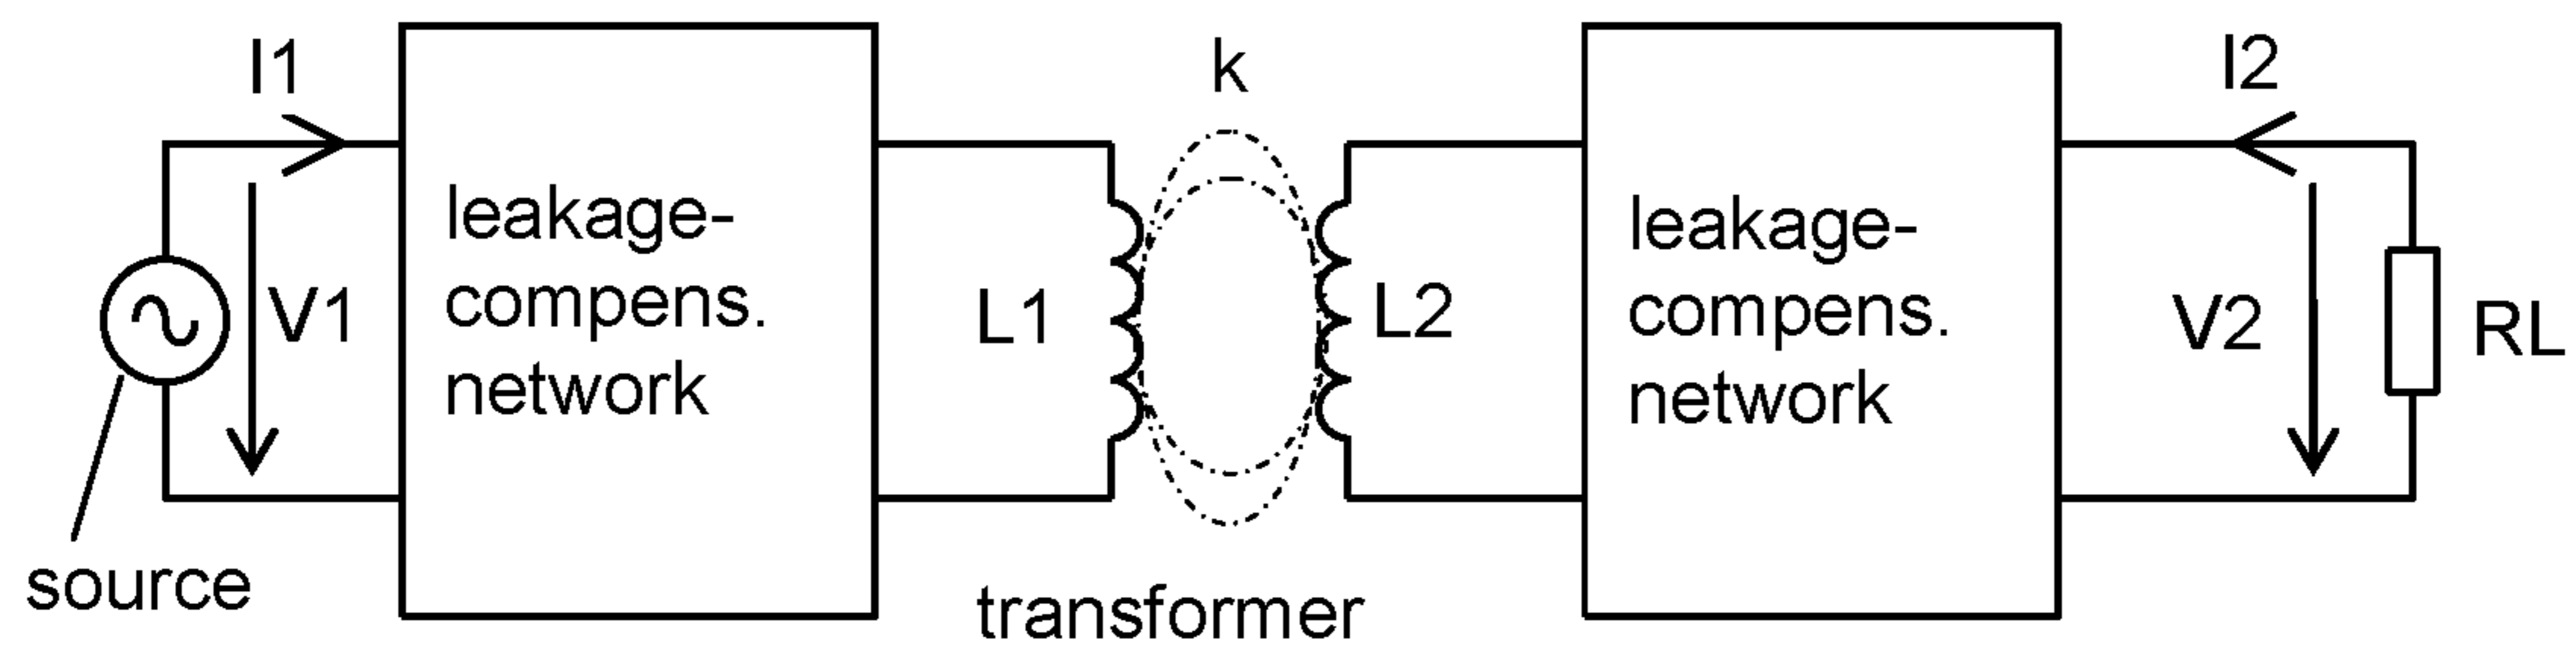 I1
k
I2
leakage-
compens.
network
leakage-
compens.
network
V1
L1
L2
V2
RL
source
transformer